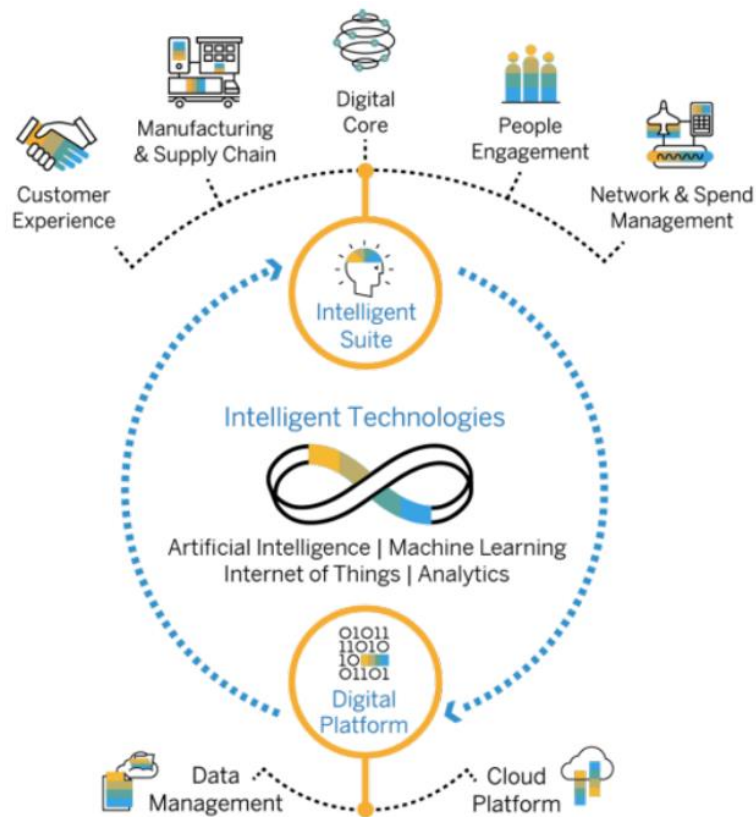 Digital
Core
Manufacturing
& Supply Chain
People
Engagement
Customer
Experience
Network & Spend
Management
Intelligent
Suite
Intelligent Technologies
Artificial Intelligence | Machine Learning
Internet of Things | Analytics
01011
11010
10
01101
Digital
Platform
Data
Management
Cloud
Platform